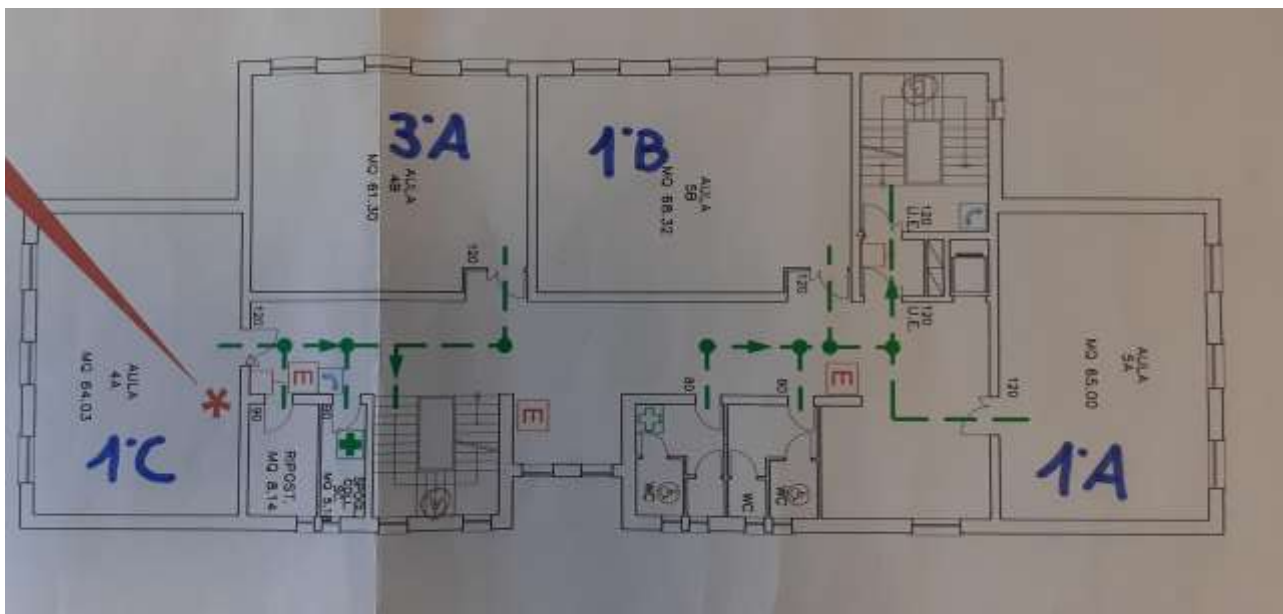 3°A
AULA
4B
MQ 61.30
1°B
AULA
5B
MQ 68.32
120
U.E.
120
120
120
U.E.
120
AULA
4A
MQ 64,03
1°C
90
E
RIPOST.
MQ 8.14
E
80
80
E
WC
WC
WC
120
AULA
5A
MQ 65.00
1°A